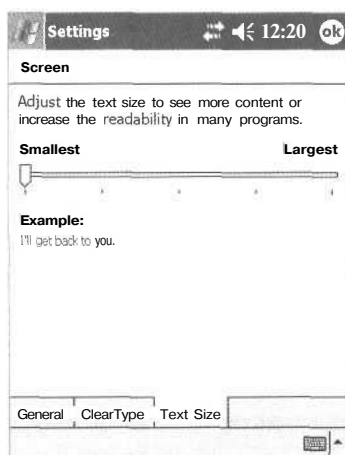 Settings 12:20 ok
Screen
Adjust the text size to see more content or
increase the readability in many programs.
Smallest Largest
Example:
I'll get back to you.
General ClearType Text Size